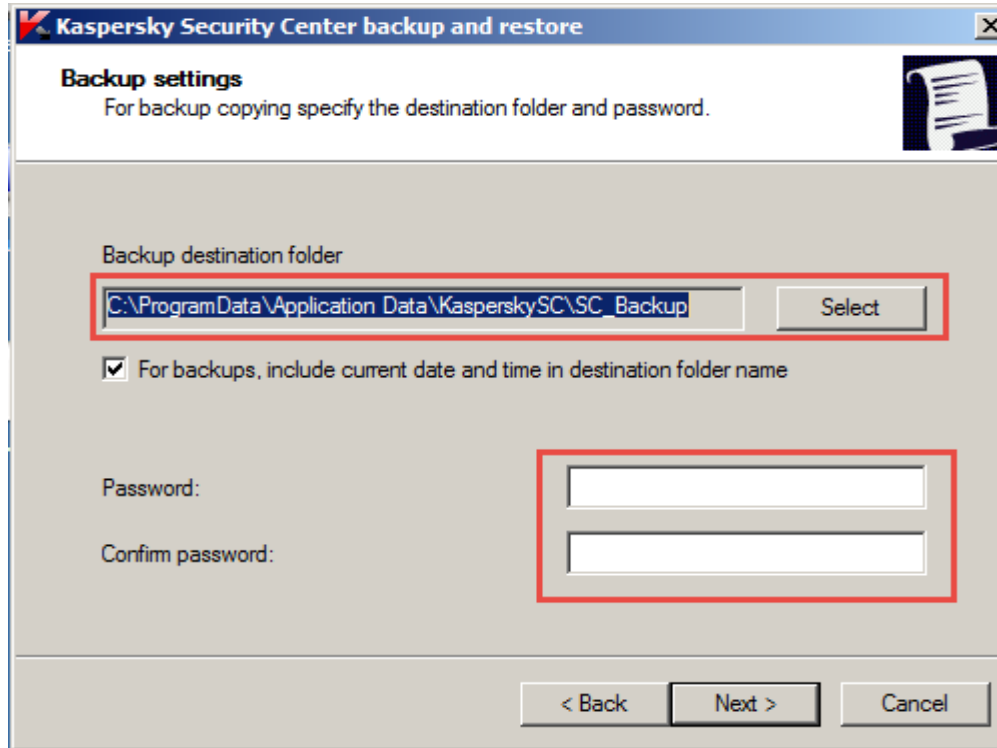 Kaspersky Security Center backup and restore
Backup settings
For backup copying specify the destination folder and password.
Backup destination folder
C:\ProgramData\Application Data\KasperskySC\SC_Backup
Select
For backups, include current date and time in destination folder name
Password:
Confirm password:
< Back
Next >
Cancel